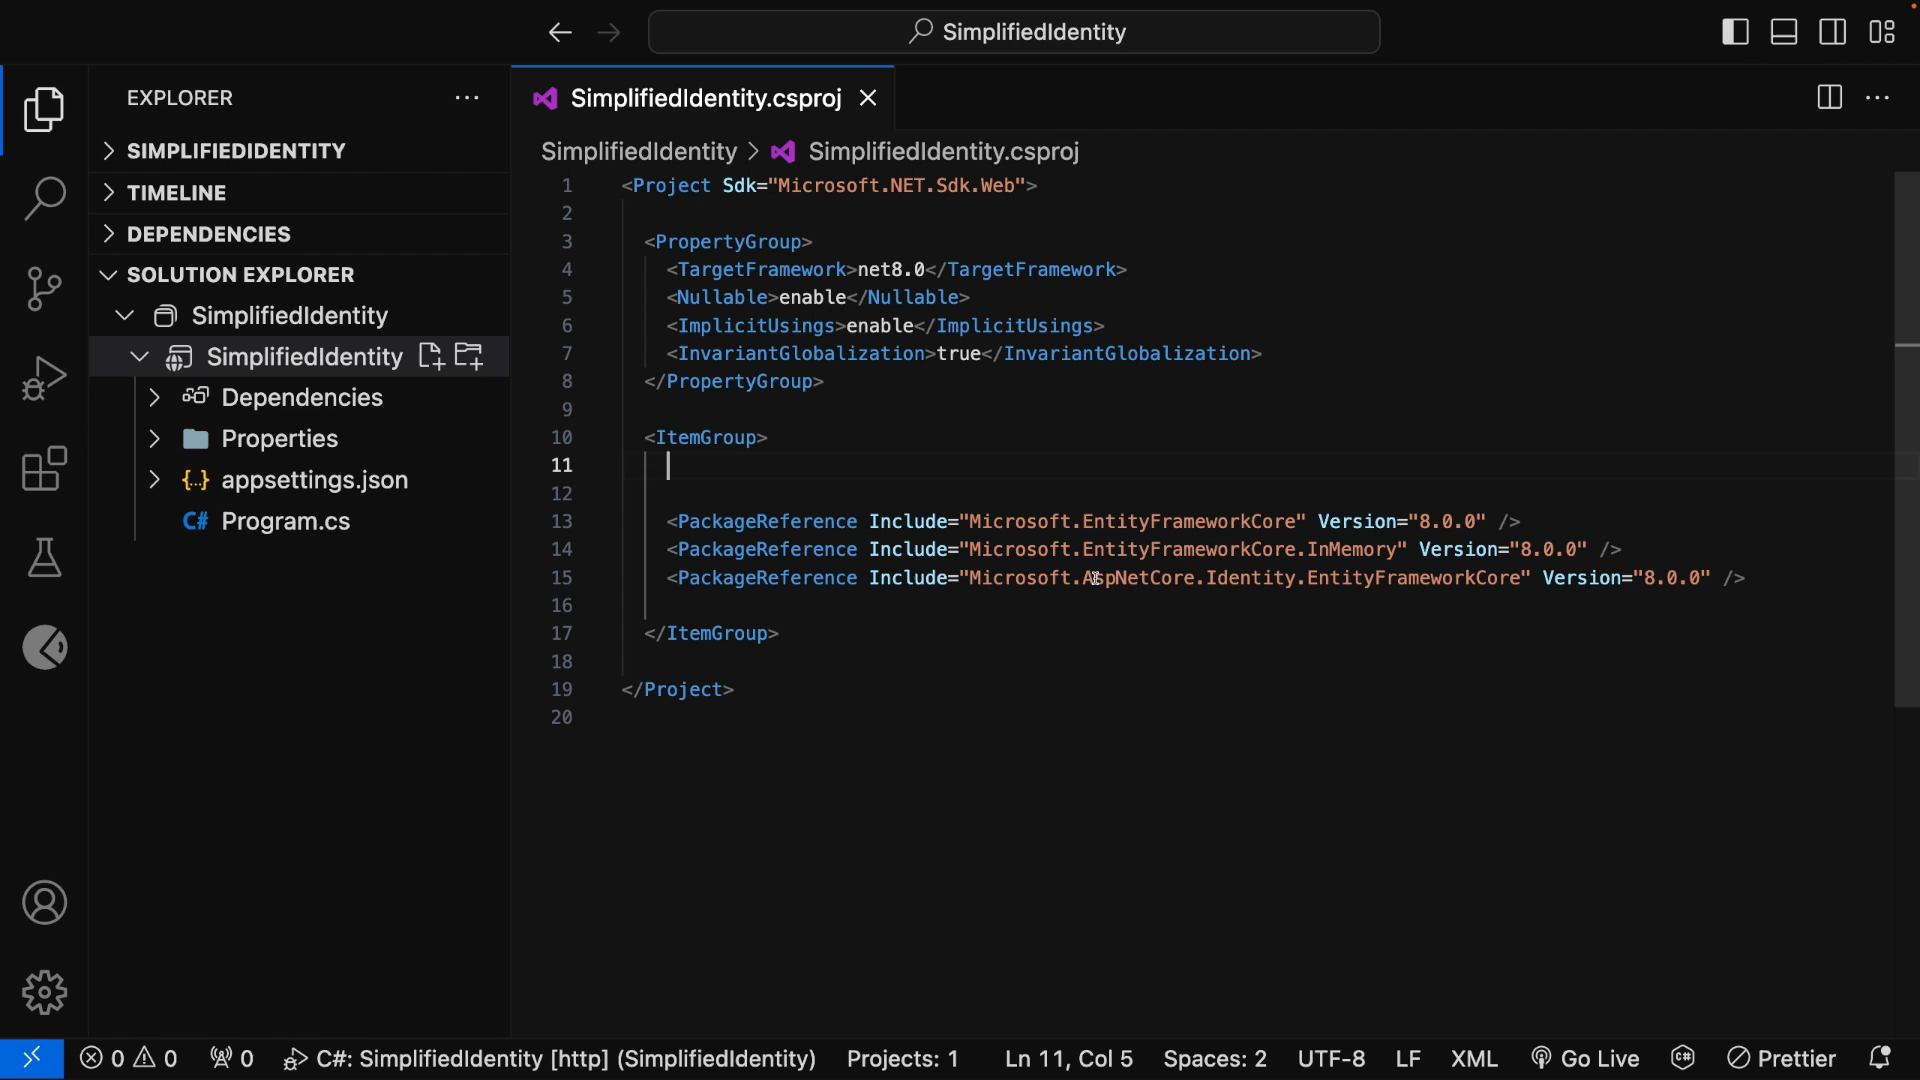 SimplifiedIdentity
EXPLORER
SIMPLIFIEDIDENTITY
TIMELINE
DEPENDENCIES
SOLUTION EXPLORER
SimplifiedIdentity
SimplifiedIdentity
Dependencies
Properties
{..} appsettings.json
C# Program.cs
SimplifiedIdentity.csproj
SimplifiedIdentity > SimplifiedIdentity.csproj
1 <Project Sdk="Microsoft.NET.Sdk.Web">
2
3 <PropertyGroup>
4 <TargetFramework>net8.0</TargetFramework>
5 <Nullable>enable</Nullable>
6 <ImplicitUsings>enable</ImplicitUsings>
7 <InvariantGlobalization>true</InvariantGlobalization>
8 </PropertyGroup>
9
10 <ItemGroup>
11
12
13 <PackageReference Include="Microsoft.EntityFrameworkCore" Version="8.0.0" />
14 <PackageReference Include="Microsoft.EntityFrameworkCore.InMemory" Version="8.0.0" />
15 <PackageReference Include="Microsoft.AspNetCore.Identity.EntityFrameworkCore" Version="8.0.0" />
16
17 </ItemGroup>
18
19 </Project>
20
0 0 0 C#: SimplifiedIdentity [http] (SimplifiedIdentity) Projects: 1 Ln 11, Col 5 Spaces: 2 UTF-8 LF XML Go Live Prettier